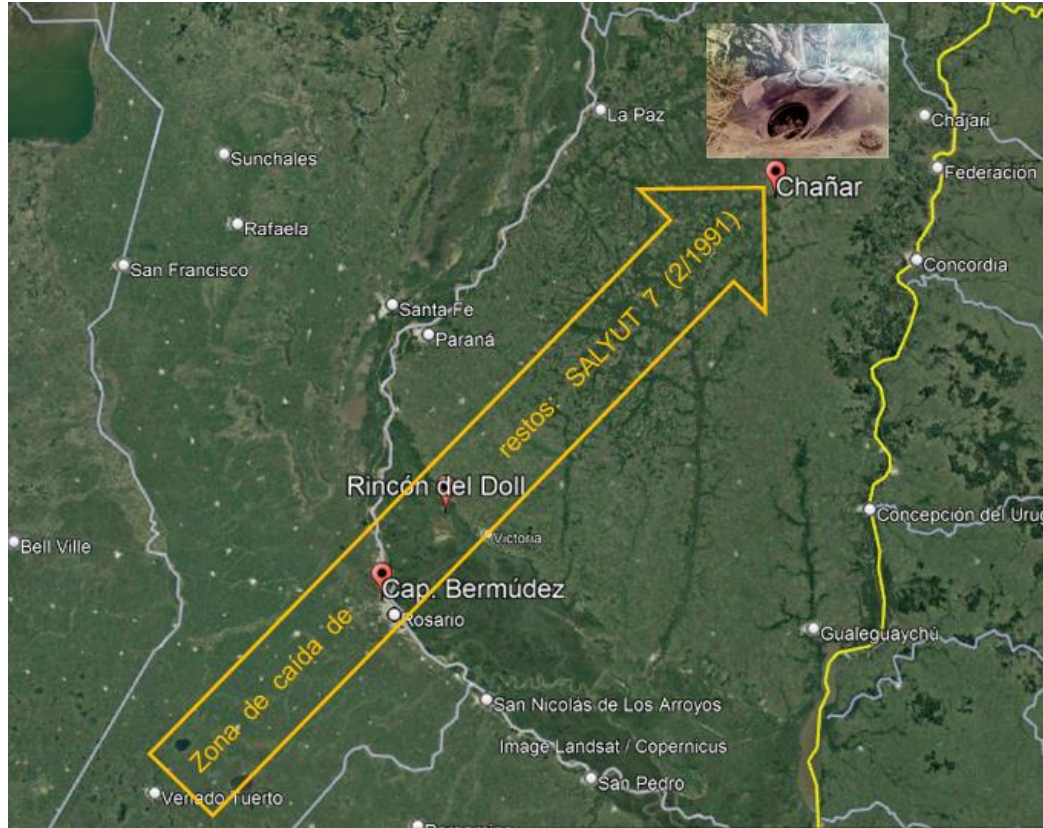 La Paz
Chajarí
Sunchales
Federación
Chañar
Rafaela
San Francisco
Concordia
Santa Fe
Paraná
Zona de caída de restos: SALYUT 7 (2/1991)
Rincón del Doll
Concepción del Urug
Victoria
Bell Ville
Cap. Bermúdez
Rosario
Gualeguaychú
San Nicolás de Los Arroyos
Image Landsat / Copernicus
San Pedro
Venado Tuerto